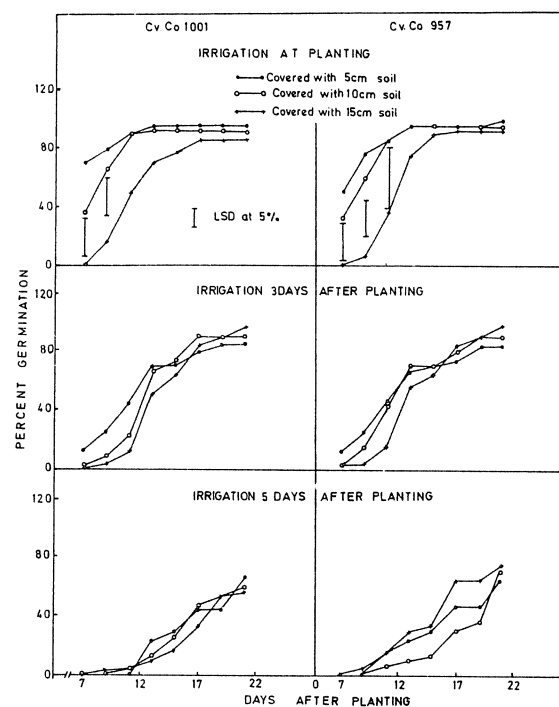 Cv. Co 1001 Cv. Co 957
IRRIGATION AT PLANTING
Covered with 5cm soil
Covered with 10cm soil
Covered with 15cm soil
120
80
40
0
LSD at 5%
IRRIGATION 3DAYS AFTER PLANTING
120
80
40
0
PERCENT GERMINATION
IRRIGATION 5 DAYS AFTER PLANTING
120
80
40
0
7 12 17 22 0 7 12 17 22
DAYS AFTER PLANTING